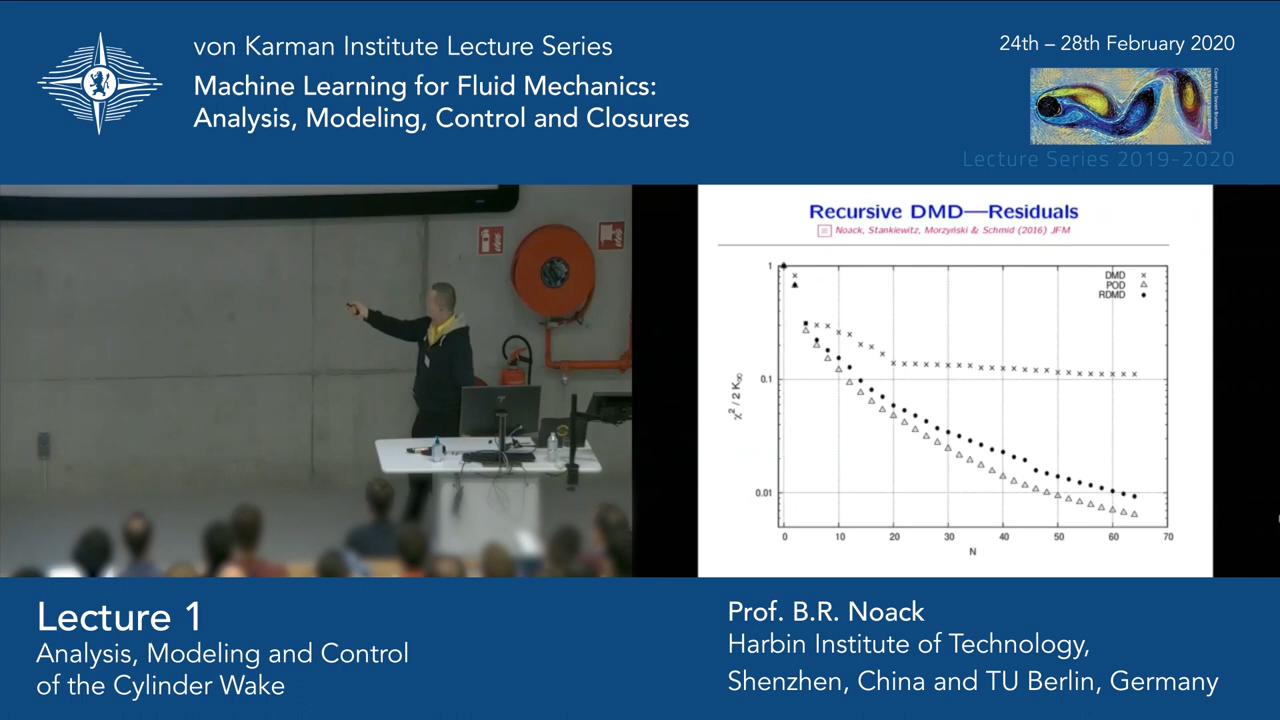 von Karman Institute Lecture Series
Machine Learning for Fluid Mechanics:
Analysis, Modeling, Control and Closures
24th – 28th February 2020
Lecture Series 2019-2020
Recursive DMD—Residuals
Noack, Stankiewitz, Morzyński & Schmid (2016) JFM
DMD ×
POD △
RDMD •
χ² / 2 K∞
1
0.1
0.01
0 10 20 30 40 50 60 70
N
Lecture 1
Analysis, Modeling and Control
of the Cylinder Wake
Prof. B.R. Noack
Harbin Institute of Technology,
Shenzhen, China and TU Berlin, Germany